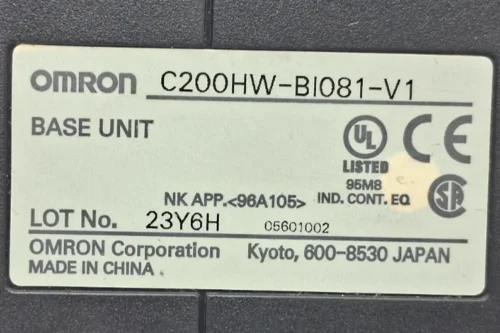 OMRON C200HW-BI081-V1
BASE UNIT
UL CE
LISTED
95M8
NK APP.<96A105> IND. CONT. EQ
LOT No. 23Y6H 05601002
OMRON Corporation Kyoto, 600-8530 JAPAN
MADE IN CHINA